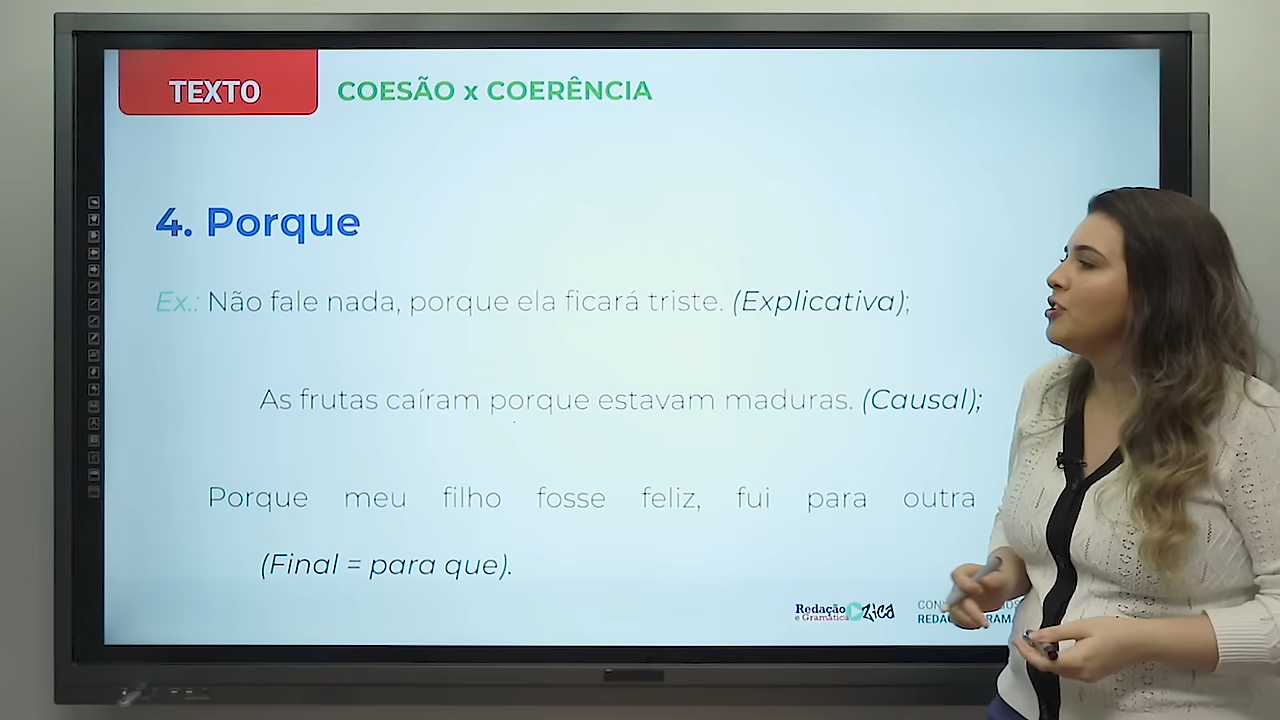 TEXTO
COESÃO x COERÊNCIA
4. Porque
Ex.: Não fale nada, porque ela ficará triste. (Explicativa);
As frutas caíram porque estavam maduras. (Causal);
Porque meu filho fosse feliz, fui para outra
(Final = para que).
Redação
e Gramática Zica